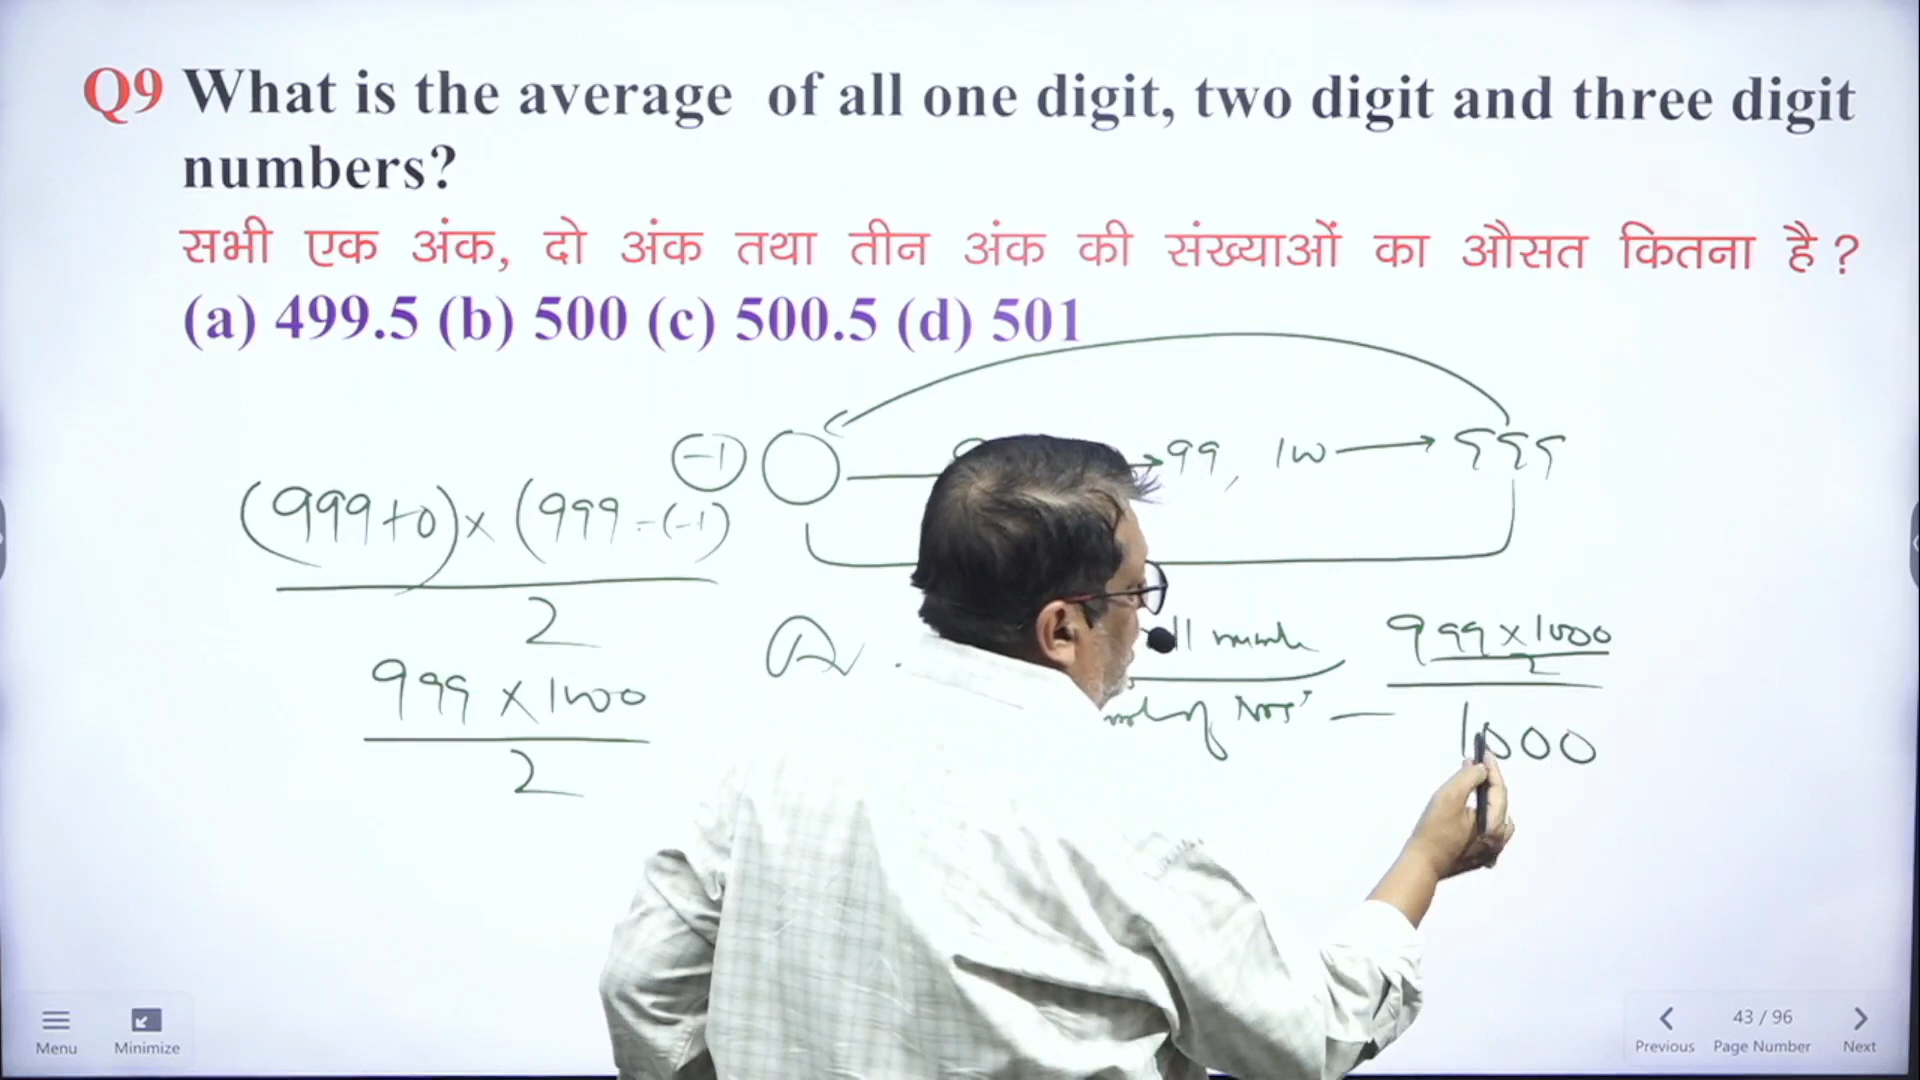 Q9 What is the average of all one digit, two digit and three digit
numbers?
सभी एक अंक, दो अंक तथा तीन अंक की संख्याओं का औसत कितना है ?
(a) 499.5 (b) 500 (c) 500.5 (d) 501
(-1) 99, 100 → 999
(999+0) × (999-(-1)
2
999 × 1000
2
999 × 1000
2
1000
Menu
Minimize
Previous
43 / 96
Page Number
Next